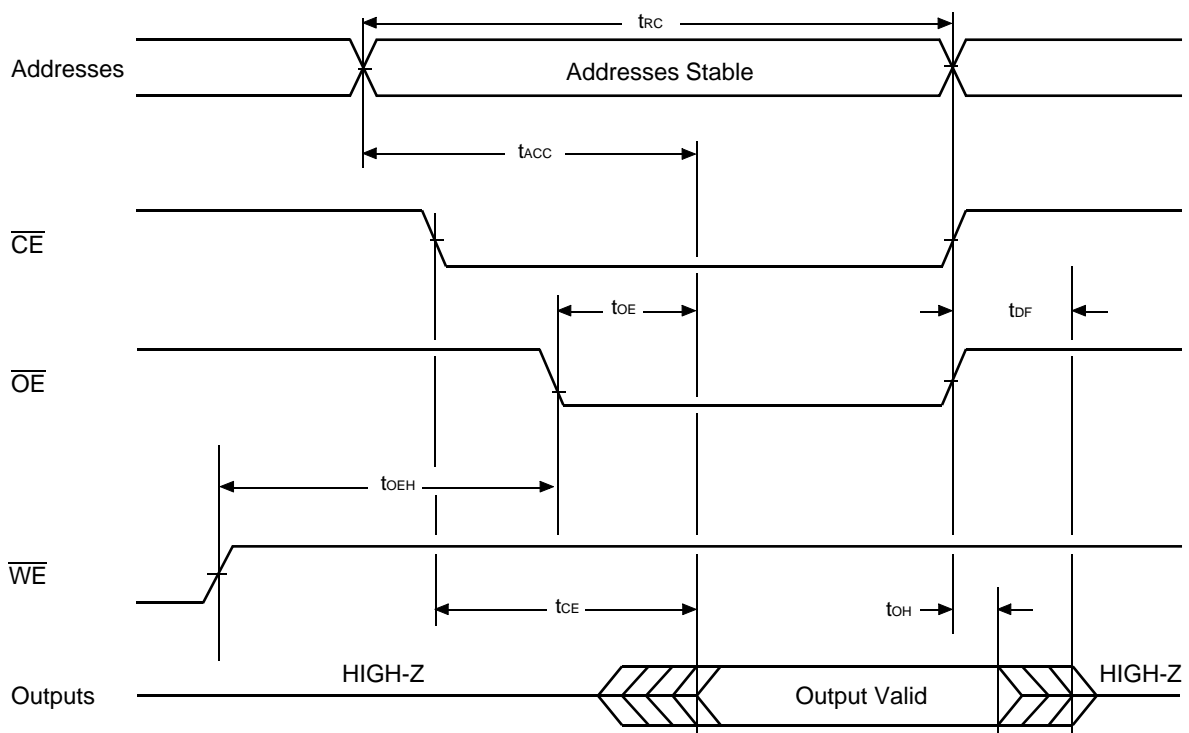 tRC
Addresses
Addresses Stable
tACC
CE
tOE
tDF
OE
tOEH
WE
tCE
tOH
HIGH-Z
HIGH-Z
Outputs
Output Valid